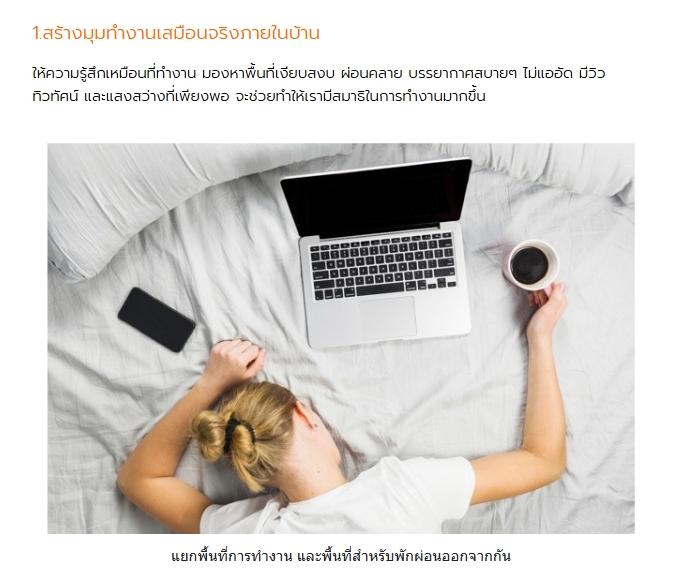 1.สร้างมุมทำงานเสมือนจริงภายในบ้าน
ให้ความรู้สึกเหมือนที่ทำงาน มองหาพื้นที่เงียบสงบ ผ่อนคลาย บรรยากาศสบายๆ ไม่แออัด มีวิว
ทิวทัศน์ และแสงสว่างที่เพียงพอ จะช่วยทำให้เรามีสมาธิในการทำงานมากขึ้น
แยกพื้นที่การทำงาน และพื้นที่สำหรับพักผ่อนออกจากกัน